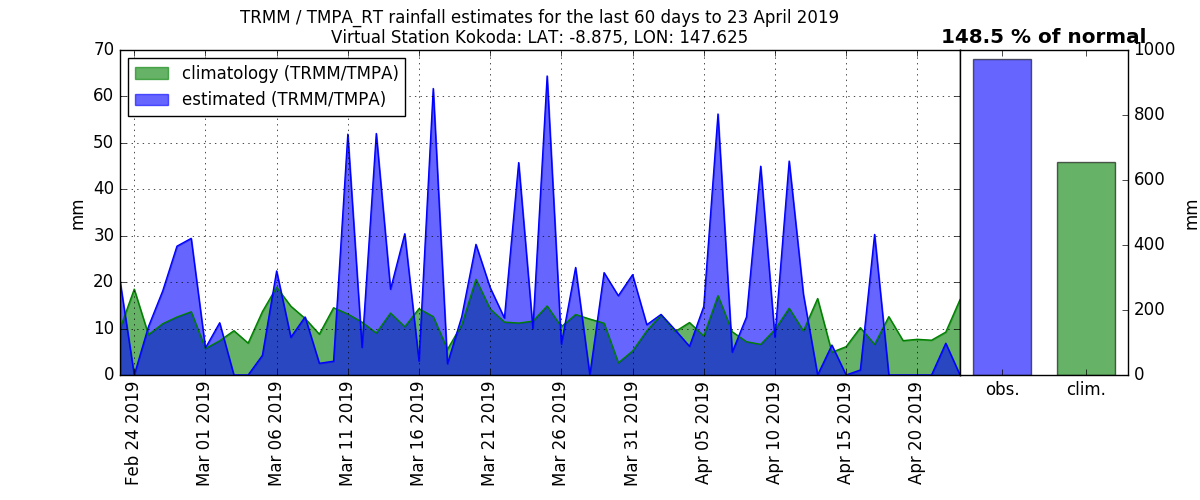 TRMM / TMPA_RT rainfall estimates for the last 60 days to 23 April 2019
Virtual Station Kokoda: LAT: -8.875, LON: 147.625
148.5 % of normal
climatology (TRMM/TMPA)
estimated (TRMM/TMPA)
70
60
50
40
30
20
10
0
mm
1000
800
600
400
200
0
mm
obs.
clim.
Feb 24 2019
Mar 01 2019
Mar 06 2019
Mar 11 2019
Mar 16 2019
Mar 21 2019
Mar 26 2019
Mar 31 2019
Apr 05 2019
Apr 10 2019
Apr 15 2019
Apr 20 2019